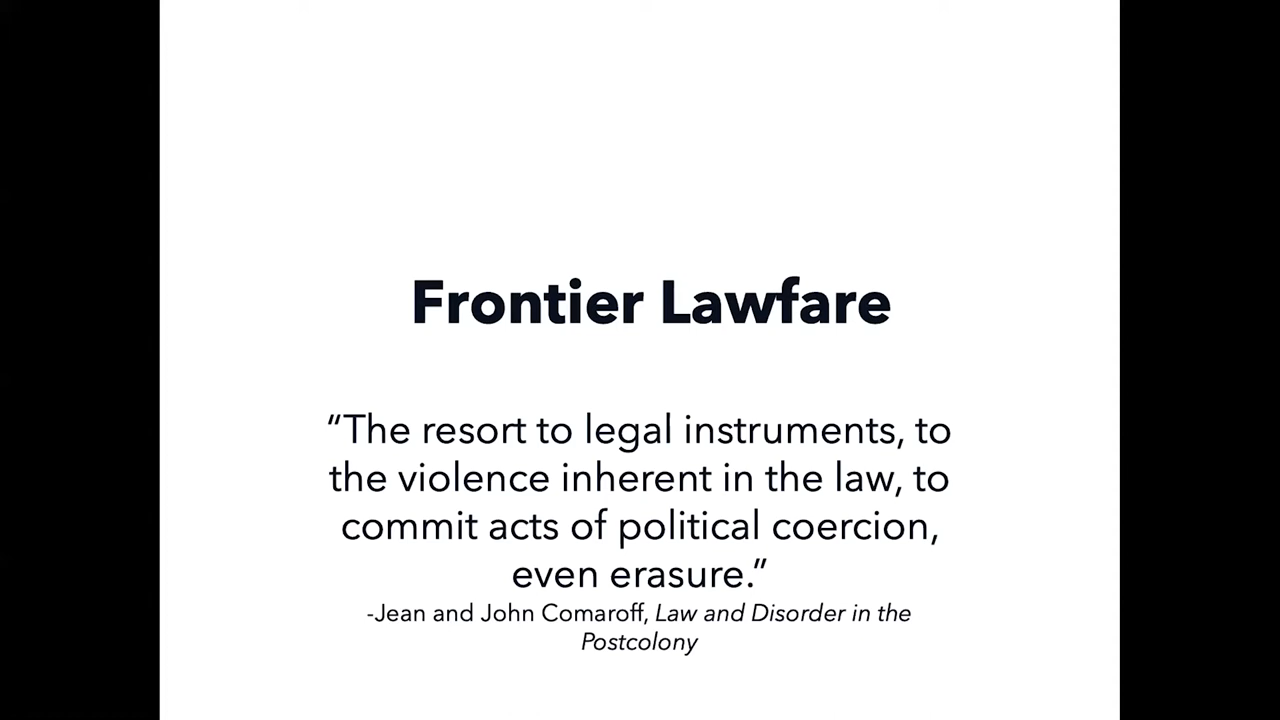 Frontier Lawfare
“The resort to legal instruments, to
the violence inherent in the law, to
commit acts of political coercion,
even erasure.”
-Jean and John Comaroff, Law and Disorder in the
Postcolony